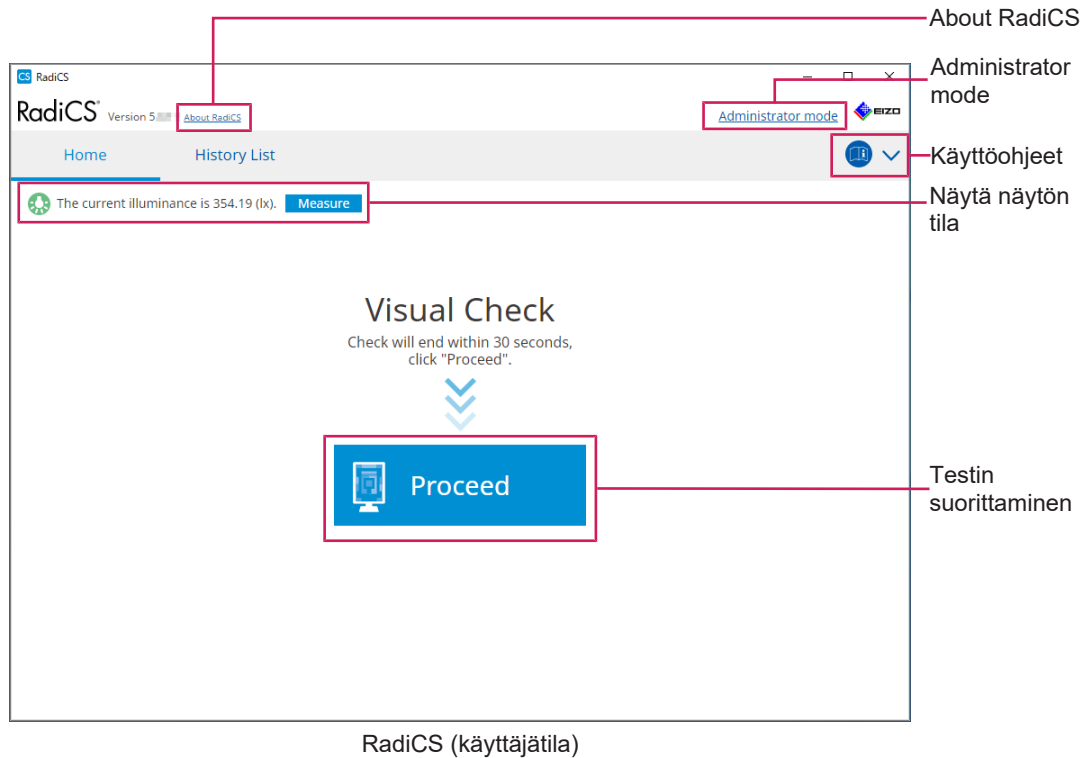 About RadiCS
CS RadiCS
Administrator
mode
RadiCS® Version 5. About RadiCS
Administrator mode EIZO
Home History List
Käyttöohjeet
The current illuminance is 354.19 (lx). Measure
Näytä näytön
tila
Visual Check
Check will end within 30 seconds,
click "Proceed".
Proceed
Testin
suorittaminen
RadiCS (käyttäjätila)